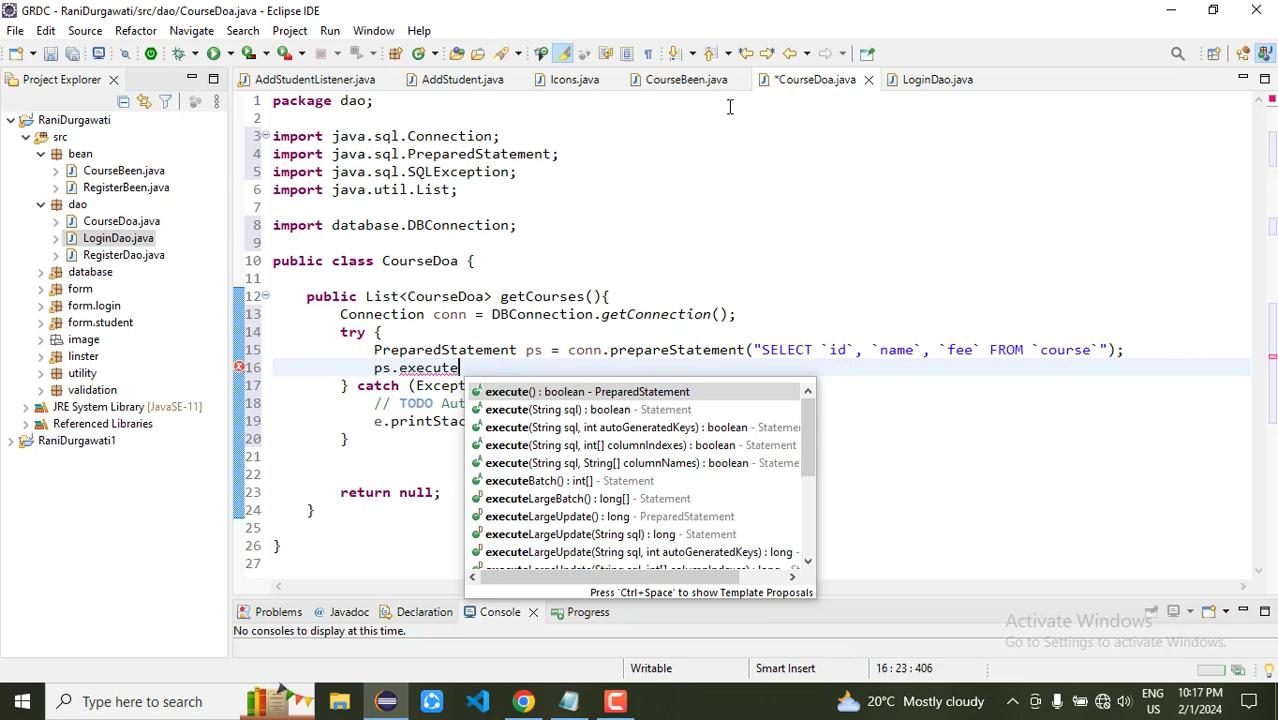 GRDC - RaniDurgawati/src/dao/CourseDoa.java - Eclipse IDE
File Edit Source Refactor Navigate Search Project Run Window Help
Project Explorer
AddStudentListener.java AddStudent.java Icons.java CourseBeen.java *CourseDoa.java LoginDao.java
RaniDurgawati
src
bean
CourseBeen.java
RegisterBeen.java
dao
CourseDoa.java
LoginDao.java
RegisterDao.java
database
form
form.login
form.student
image
linster
utility
validation
JRE System Library [JavaSE-11]
Referenced Libraries
RaniDurgawati1
1 package dao;
2
3 import java.sql.Connection;
4 import java.sql.PreparedStatement;
5 import java.sql.SQLException;
6 import java.util.List;
7
8 import database.DBConnection;
9
10 public class CourseDoa {
11
12 public List<CourseDoa> getCourses(){
13 Connection conn = DBConnection.getConnection();
14 try {
15 PreparedStatement ps = conn.prepareStatement("SELECT `id`, `name`, `fee` FROM `course`");
16 ps.execute
17 } catch (Except
18 // TODO Aut
19 e.printStac
20 }
21
22
23 return null;
24 }
25
26 }
27
execute() : boolean - PreparedStatement
execute(String sql) : boolean - Statement
execute(String sql, int autoGeneratedKeys) : boolean - Stateme
execute(String sql, int[] columnIndexes) : boolean - Statement
execute(String sql, String[] columnNames) : boolean - Stateme
executeBatch() : int[] - Statement
executeLargeBatch() : long[] - Statement
executeLargeUpdate() : long - PreparedStatement
executeLargeUpdate(String sql) : long - Statement
executeLargeUpdate(String sql, int autoGeneratedKeys) : long -
Press 'Ctrl+Space' to show Template Proposals
Problems Javadoc Declaration Console Progress
No consoles to display at this time.
Activate Windows
Go to Settings to activate Windows.
Writable Smart Insert 16 : 23 : 406
Type here to search
20°C Mostly cloudy
ENG
US
10:17 PM
2/1/2024